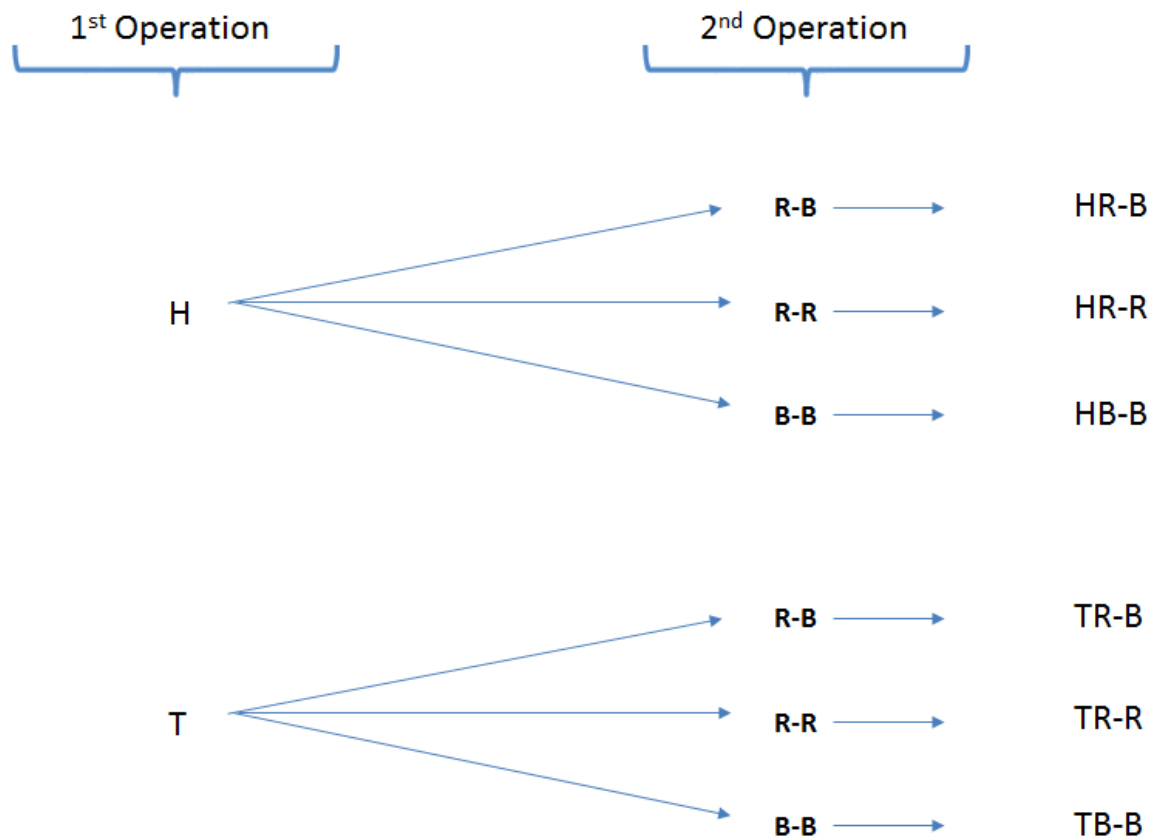 1st Operation 2nd Operation
R-B HR-B
H R-R HR-R
B-B HB-B
R-B TR-B
T R-R TR-R
B-B TB-B